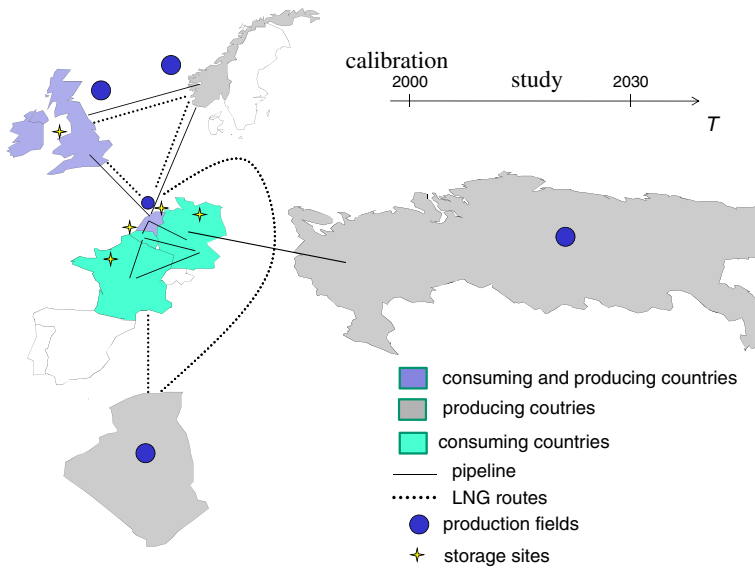 calibration
2000
study
2030
T
consuming and producing countries
producing coutries
consuming countries
pipeline
LNG routes
production fields
storage sites